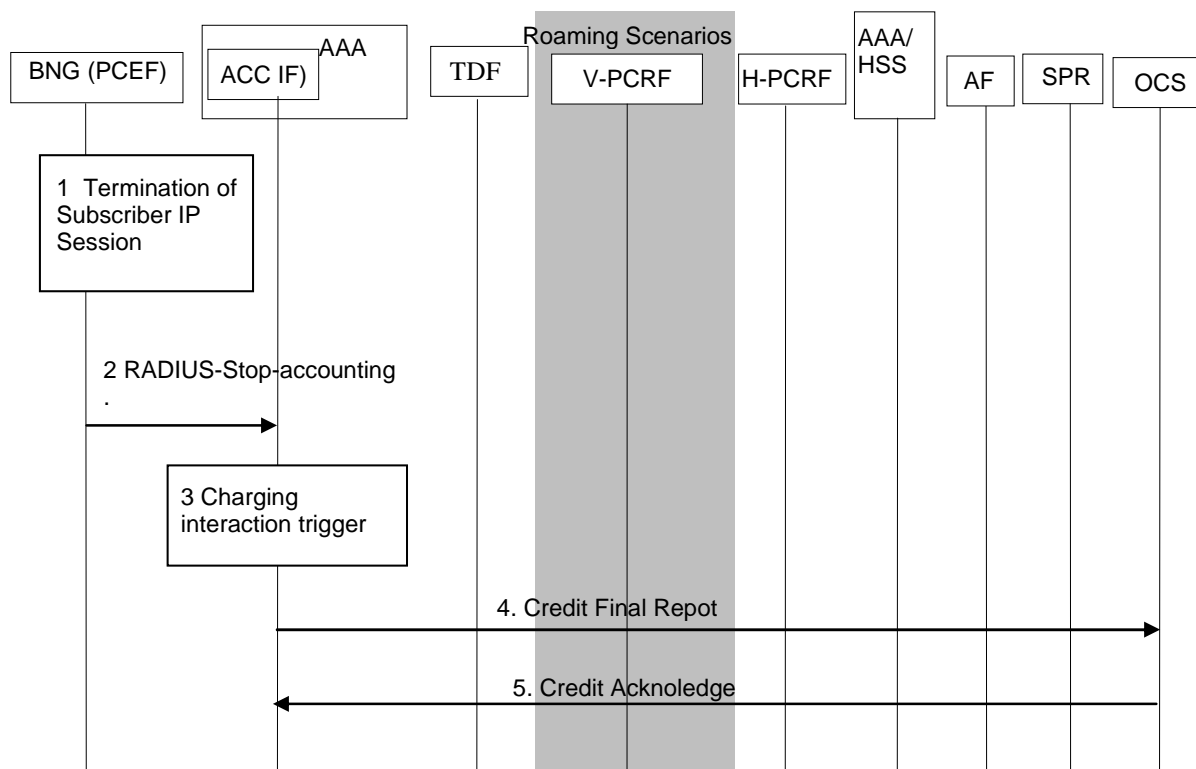 Roaming Scenarios
BNG (PCEF)
AAA
ACC IF)
TDF
V-PCRF
H-PCRF
AAA/
HSS
AF
SPR
OCS
1 Termination of
Subscriber IP
Session
2 RADIUS-Stop-accounting
.
3 Charging
interaction trigger
4. Credit Final Repot
5. Credit Acknoledge